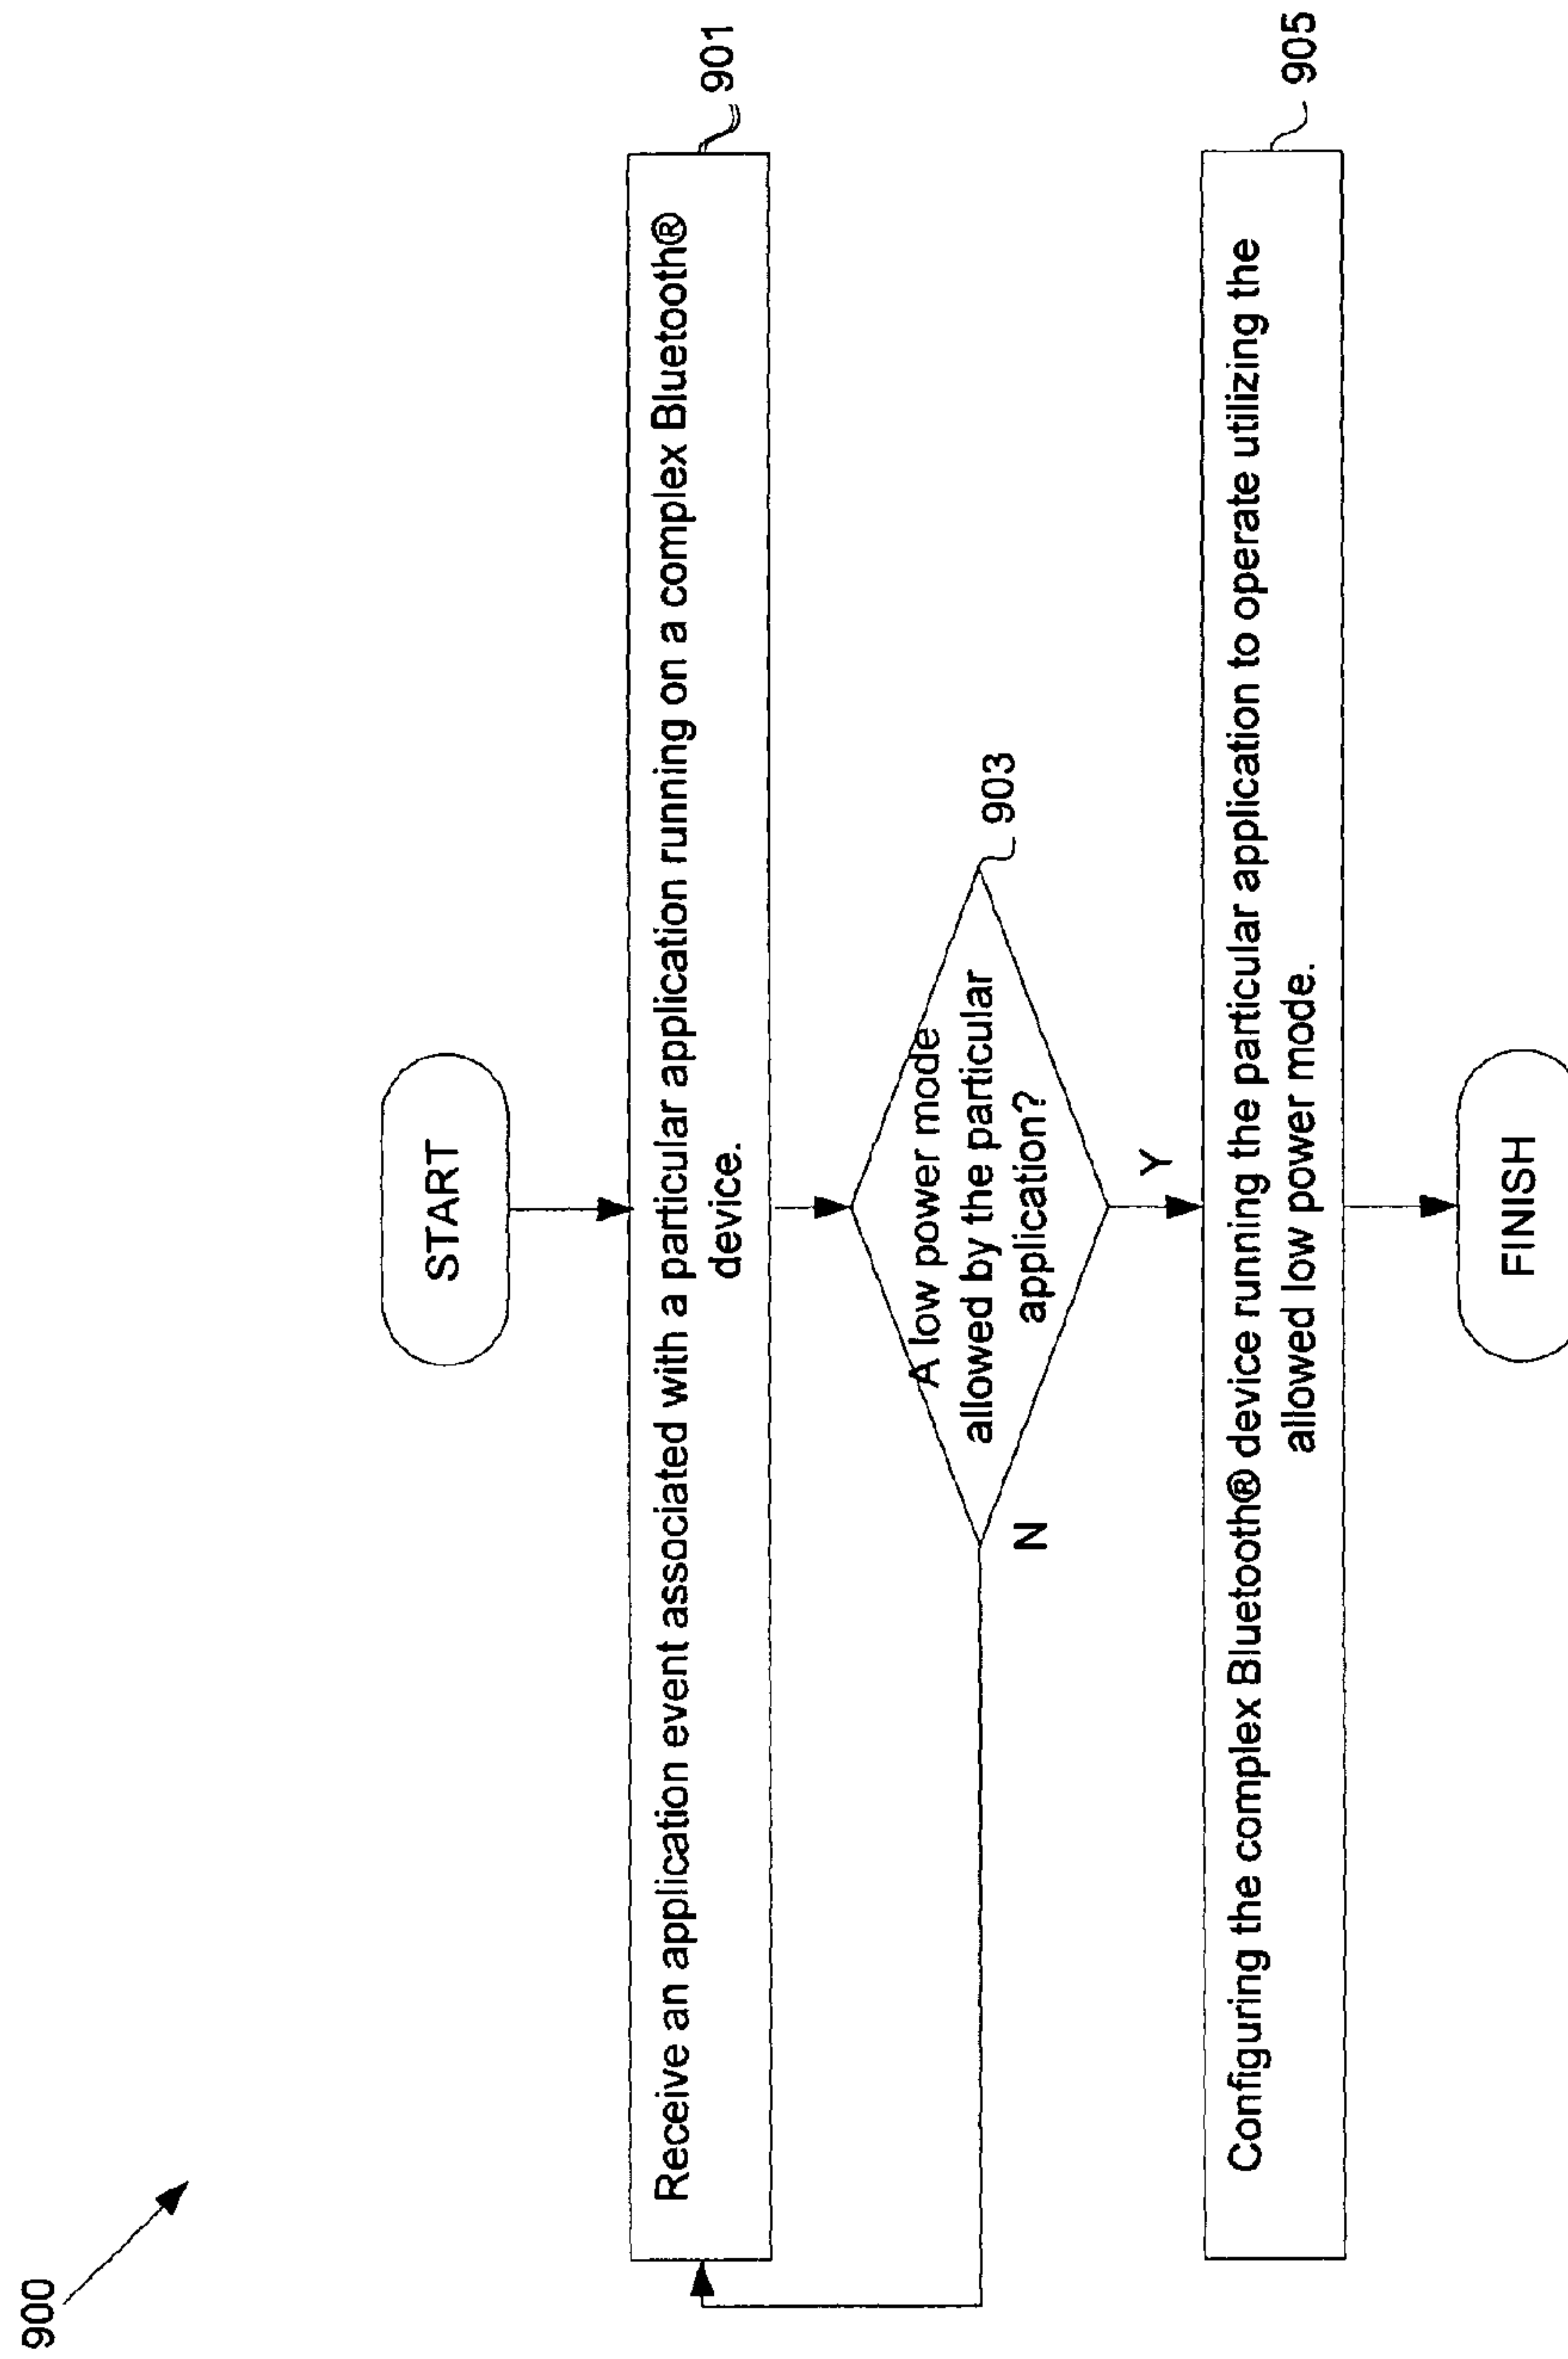 900
START
Receive an application event associated with a particular application running on a complex Bluetooth®
device.
901
A low power mode
allowed by the particular
application?
903
N
Y
Configuring the complex Bluetooth® device running the particular application to operate utilizing the
allowed low power mode.
905
FINISH